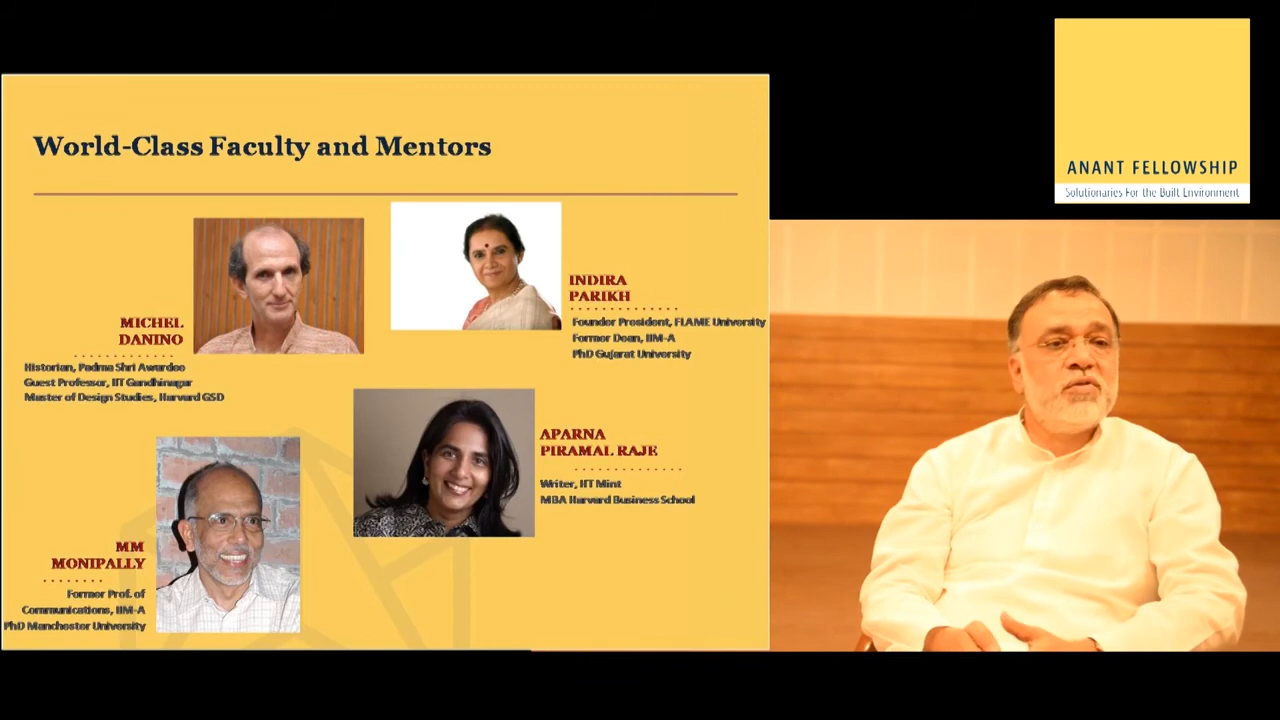 World-Class Faculty and Mentors
MICHEL
DANINO
Historian, Padma Shri Awardee
Guest Professor, IIT Gandhinagar
Master of Design Studies, Harvard GSD
INDIRA
PARIKH
Founder President, FLAME University
Former Dean, IIM-A
PhD Gujarat University
MM
MONIPALLY
Former Prof. of
Communications, IIM-A
PhD Manchester University
APARNA
PIRAMAL RAJE
Writer, HT Mint
MBA Harvard Business School
ANANT FELLOWSHIP
Solutionaries For the Built Environment